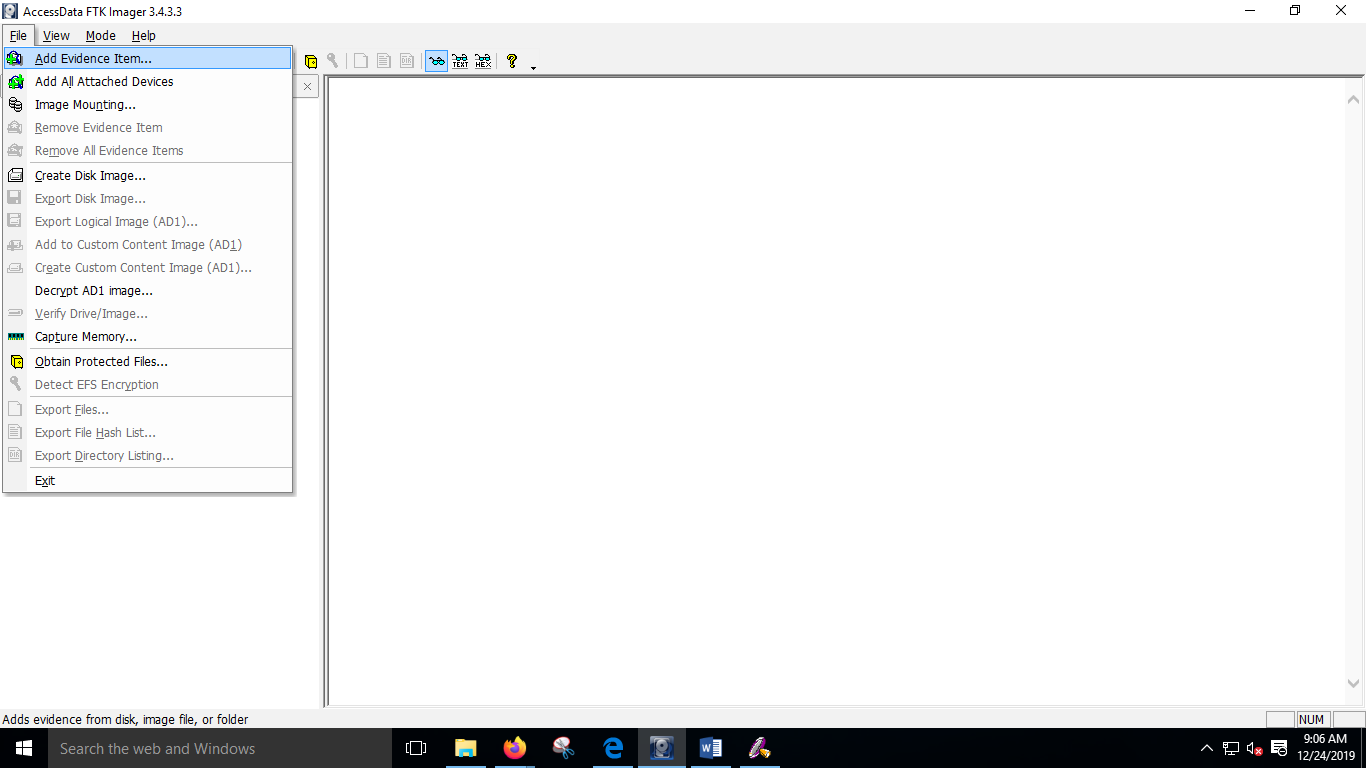 AccessData FTK Imager 3.4.3.3
File View Mode Help
Add Evidence Item...
Add All Attached Devices
Image Mounting...
Remove Evidence Item
Remove All Evidence Items
Create Disk Image...
Export Disk Image...
Export Logical Image (AD1)...
Add to Custom Content Image (AD1)
Create Custom Content Image (AD1)...
Decrypt AD1 image...
Verify Drive/Image...
Capture Memory...
Obtain Protected Files...
Detect EFS Encryption
Export Files...
Export File Hash List...
Export Directory Listing...
Exit
DIR TEXT HEX
DIR
Adds evidence from disk, image file, or folder
NUM
Search the web and Windows
9:06 AM
12/24/2019